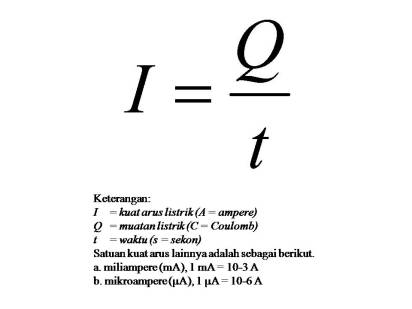 I = Q/t
Keterangan:
I = kuat arus listrik (A = ampere)
Q = muatan listrik (C = Coulomb)
t = waktu (s = sekon)
Satuan kuat arus lainnya adalah sebagai berikut.
a. miliampere (mA), 1 mA = 10-3 A
b. mikroampere (µA), 1 µA = 10-6 A